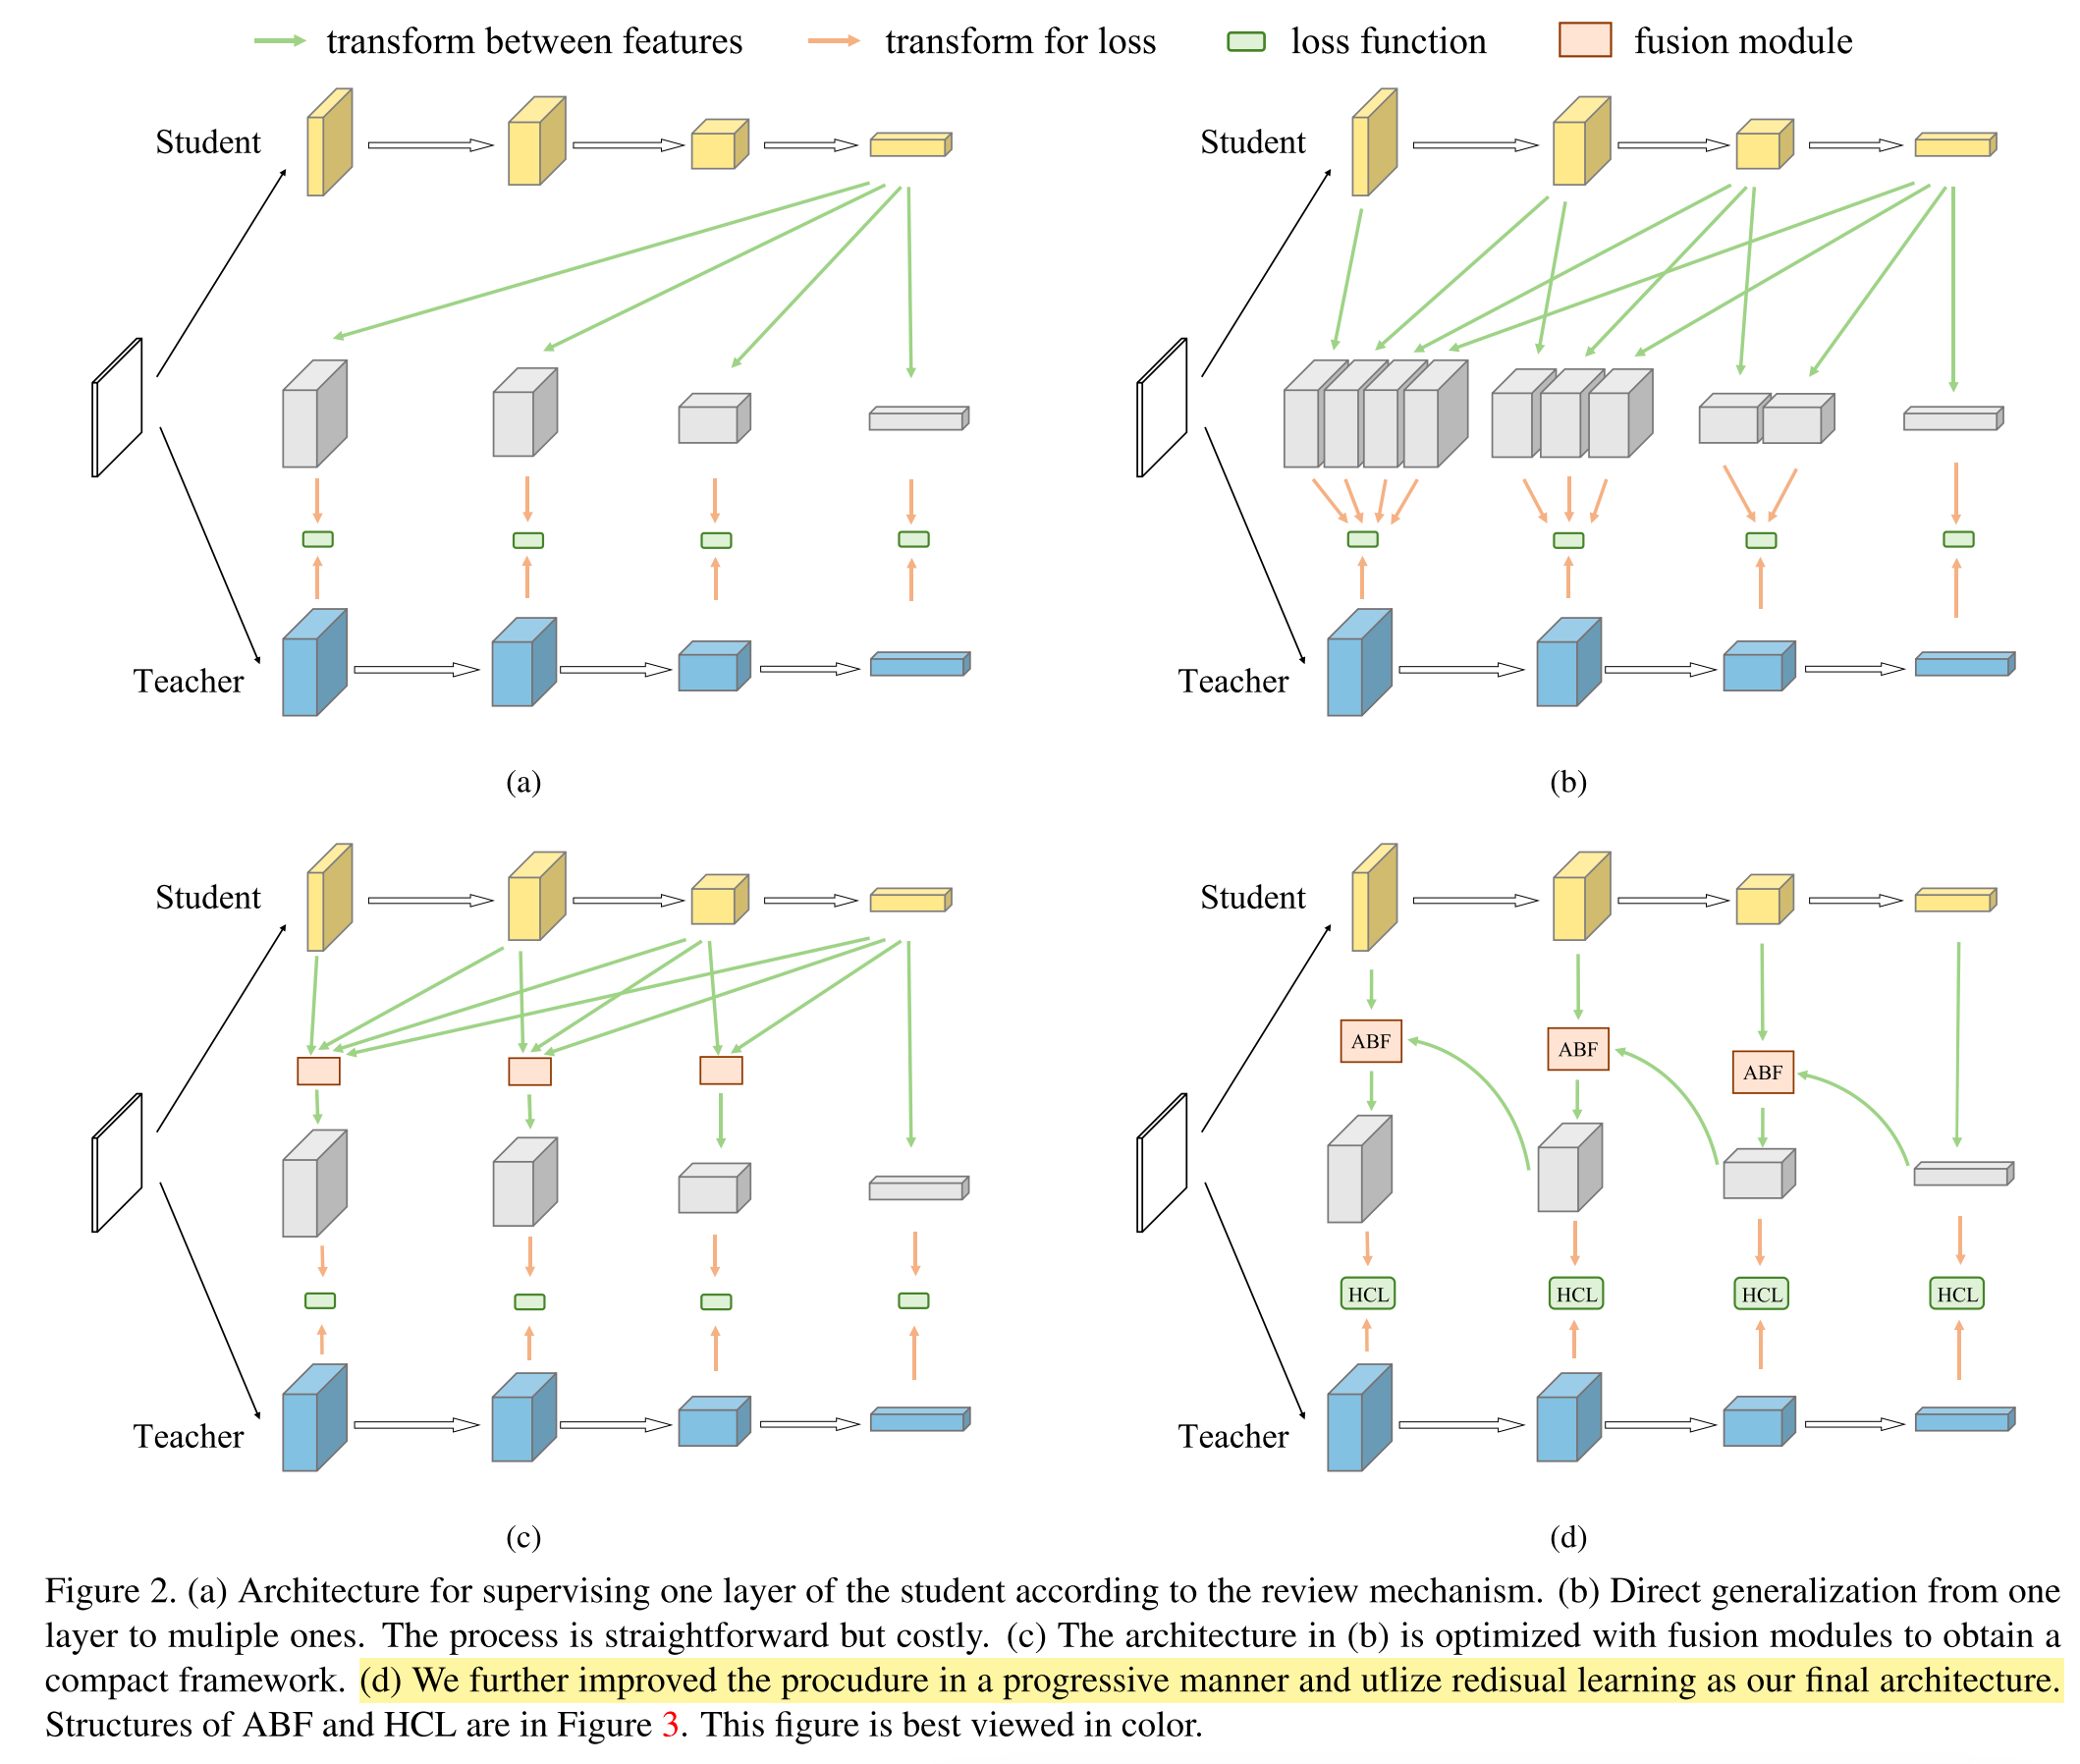 transform between features transform for loss loss function fusion module
Student
Teacher
(a)
Student
Teacher
(b)
Student
Teacher
(c)
Student
ABF
ABF
ABF
HCL HCL HCL HCL
Teacher
(d)
Figure 2. (a) Architecture for supervising one layer of the student according to the review mechanism. (b) Direct generalization from one
layer to muliple ones. The process is straightforward but costly. (c) The architecture in (b) is optimized with fusion modules to obtain a
compact framework. (d) We further improved the procudure in a progressive manner and utlize redisual learning as our final architecture.
Structures of ABF and HCL are in Figure 3. This figure is best viewed in color.